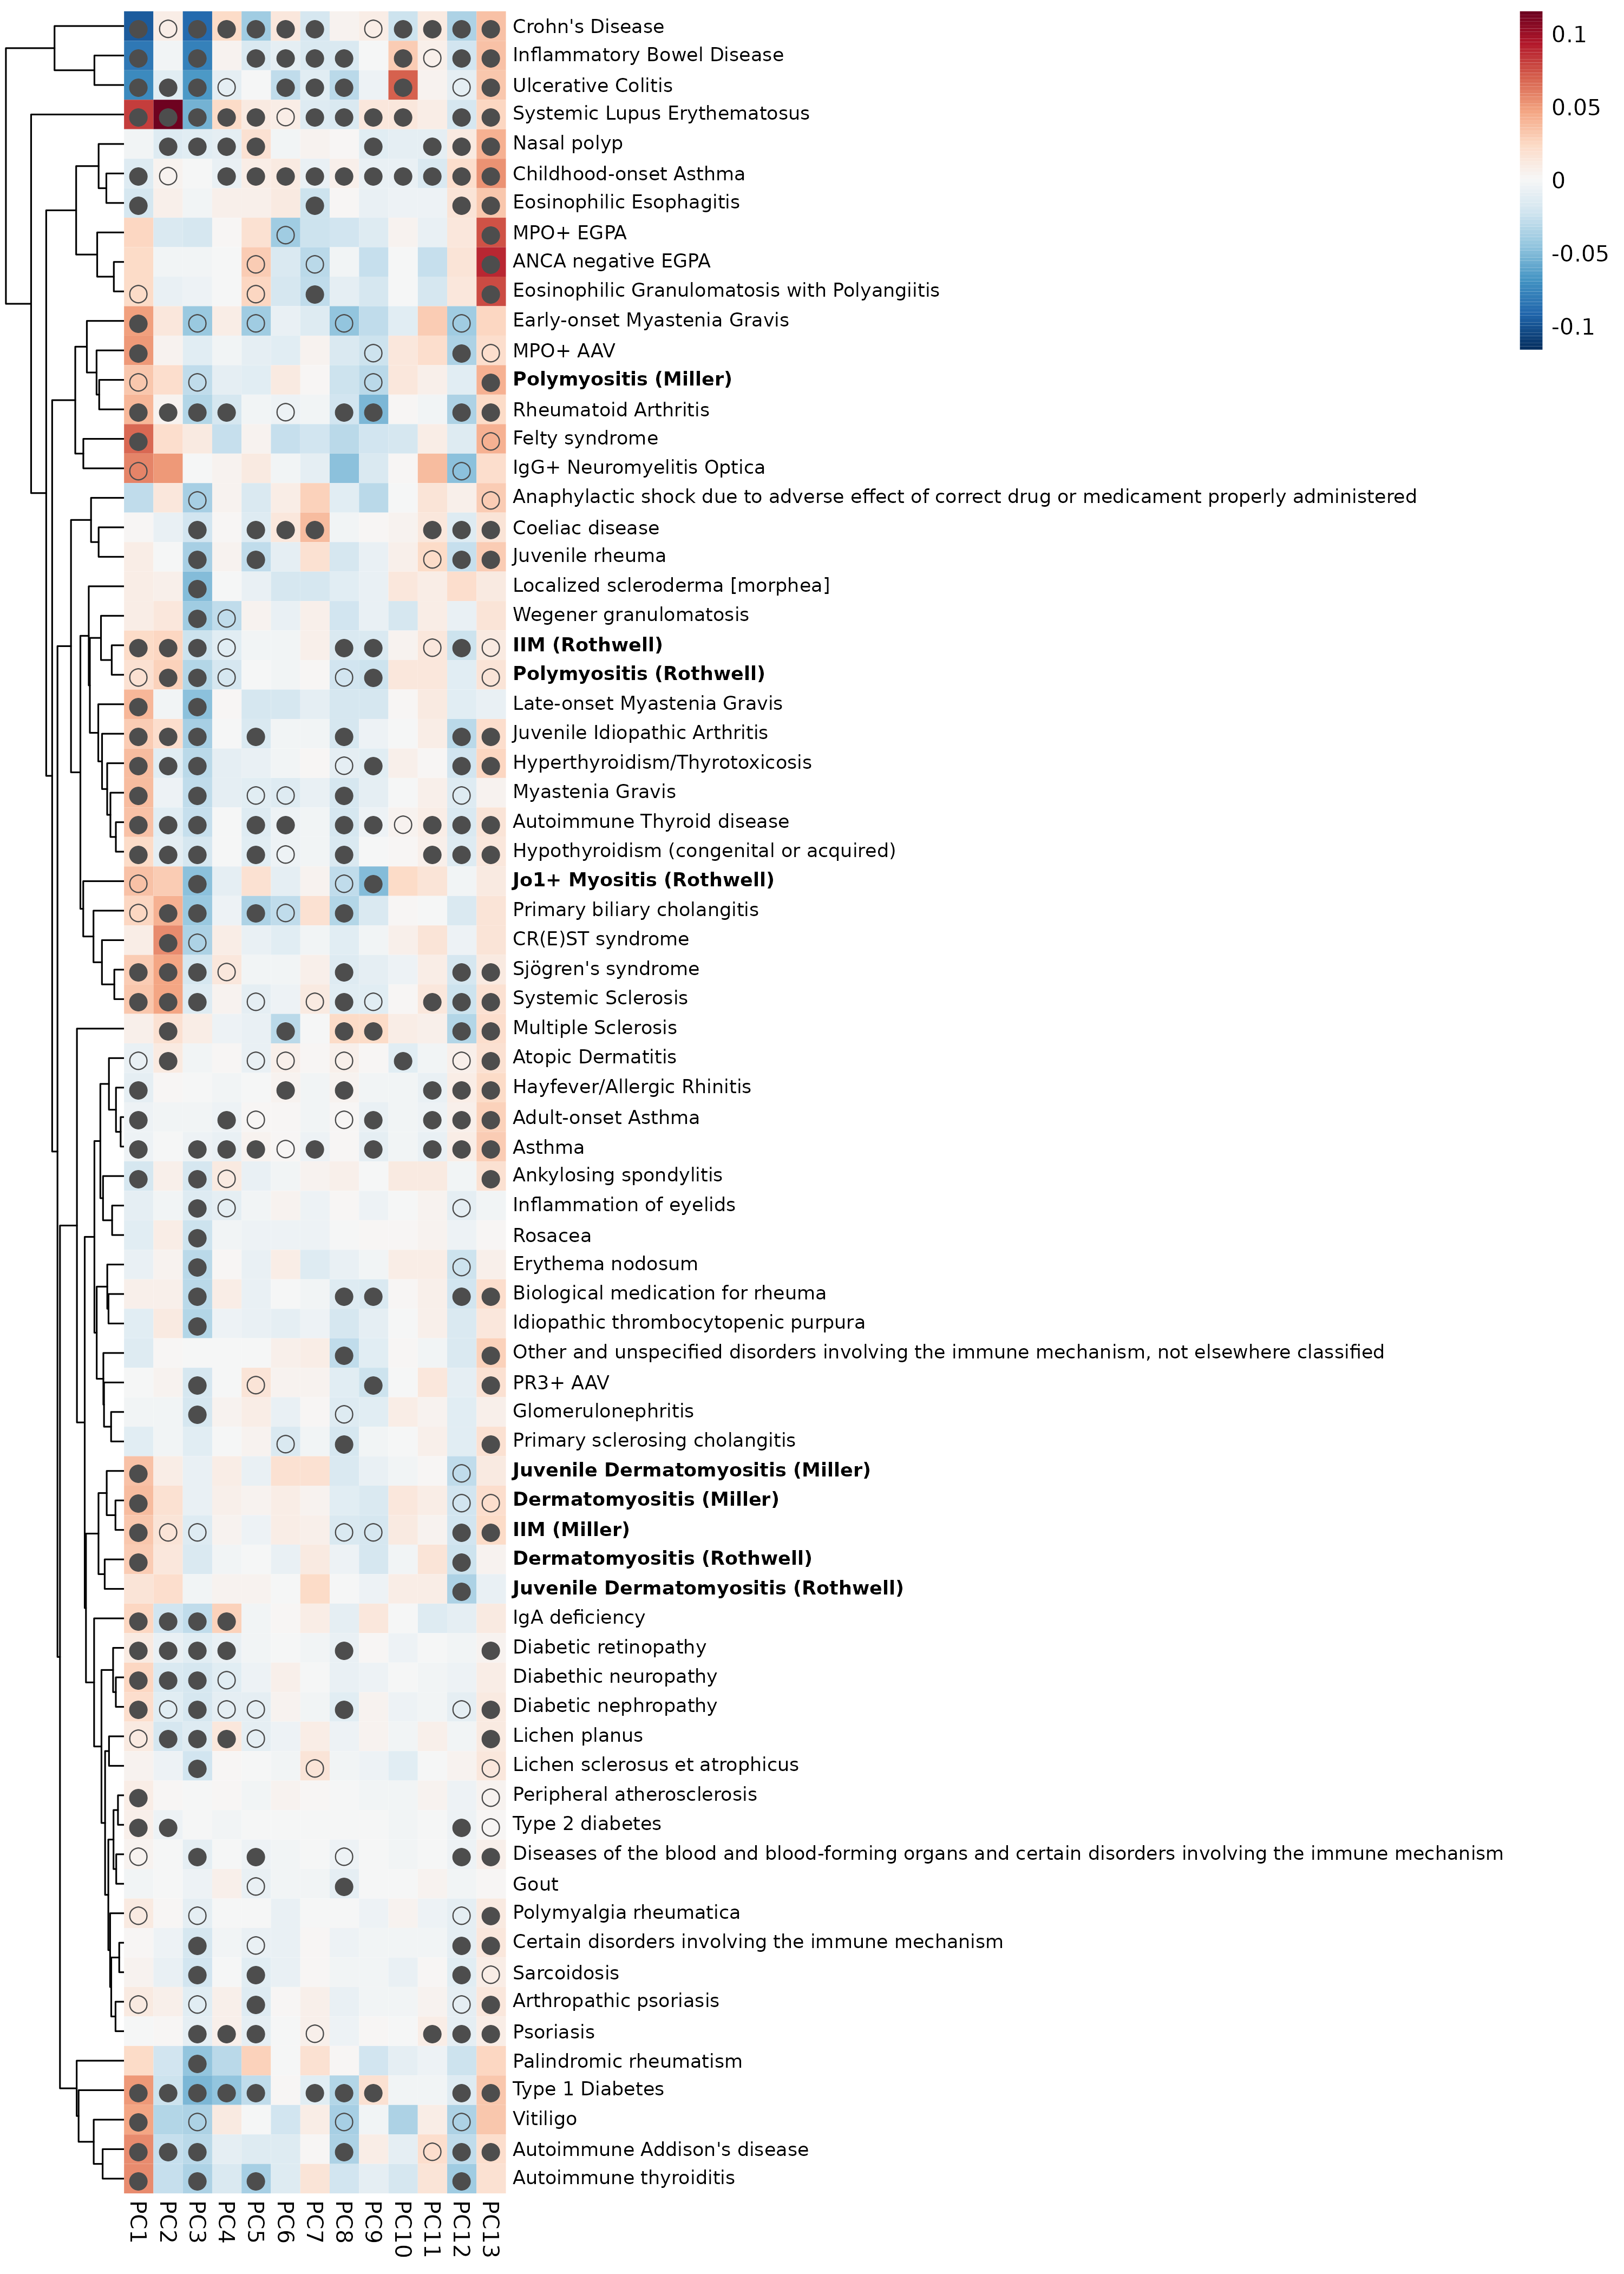 Crohn's Disease
Inflammatory Bowel Disease
Ulcerative Colitis
Systemic Lupus Erythematosus
Nasal polyp
Childhood-onset Asthma
Eosinophilic Esophagitis
MPO+ EGPA
ANCA negative EGPA
Eosinophilic Granulomatosis with Polyangiitis
Early-onset Myastenia Gravis
MPO+ AAV
Polymyositis (Miller)
Rheumatoid Arthritis
Felty syndrome
IgG+ Neuromyelitis Optica
Anaphylactic shock due to adverse effect of correct drug or medicament properly administered
Coeliac disease
Juvenile rheuma
Localized scleroderma [morphea]
Wegener granulomatosis
IIM (Rothwell)
Polymyositis (Rothwell)
Late-onset Myastenia Gravis
Juvenile Idiopathic Arthritis
Hyperthyroidism/Thyrotoxicosis
Myastenia Gravis
Autoimmune Thyroid disease
Hypothyroidism (congenital or acquired)
Jo1+ Myositis (Rothwell)
Primary biliary cholangitis
CR(E)ST syndrome
Sjögren's syndrome
Systemic Sclerosis
Multiple Sclerosis
Atopic Dermatitis
Hayfever/Allergic Rhinitis
Adult-onset Asthma
Asthma
Ankylosing spondylitis
Inflammation of eyelids
Rosacea
Erythema nodosum
Biological medication for rheuma
Idiopathic thrombocytopenic purpura
Other and unspecified disorders involving the immune mechanism, not elsewhere classified
PR3+ AAV
Glomerulonephritis
Primary sclerosing cholangitis
Juvenile Dermatomyositis (Miller)
Dermatomyositis (Miller)
IIM (Miller)
Dermatomyositis (Rothwell)
Juvenile Dermatomyositis (Rothwell)
IgA deficiency
Diabetic retinopathy
Diabethic neuropathy
Diabetic nephropathy
Lichen planus
Lichen sclerosus et atrophicus
Peripheral atherosclerosis
Type 2 diabetes
Diseases of the blood and blood-forming organs and certain disorders involving the immune mechanism
Gout
Polymyalgia rheumatica
Certain disorders involving the immune mechanism
Sarcoidosis
Arthropathic psoriasis
Psoriasis
Palindromic rheumatism
Type 1 Diabetes
Vitiligo
Autoimmune Addison's disease
Autoimmune thyroiditis
PC1
PC2
PC3
PC4
PC5
PC6
PC7
PC8
PC9
PC10
PC11
PC12
PC13
0.1
0.05
0
-0.05
-0.1